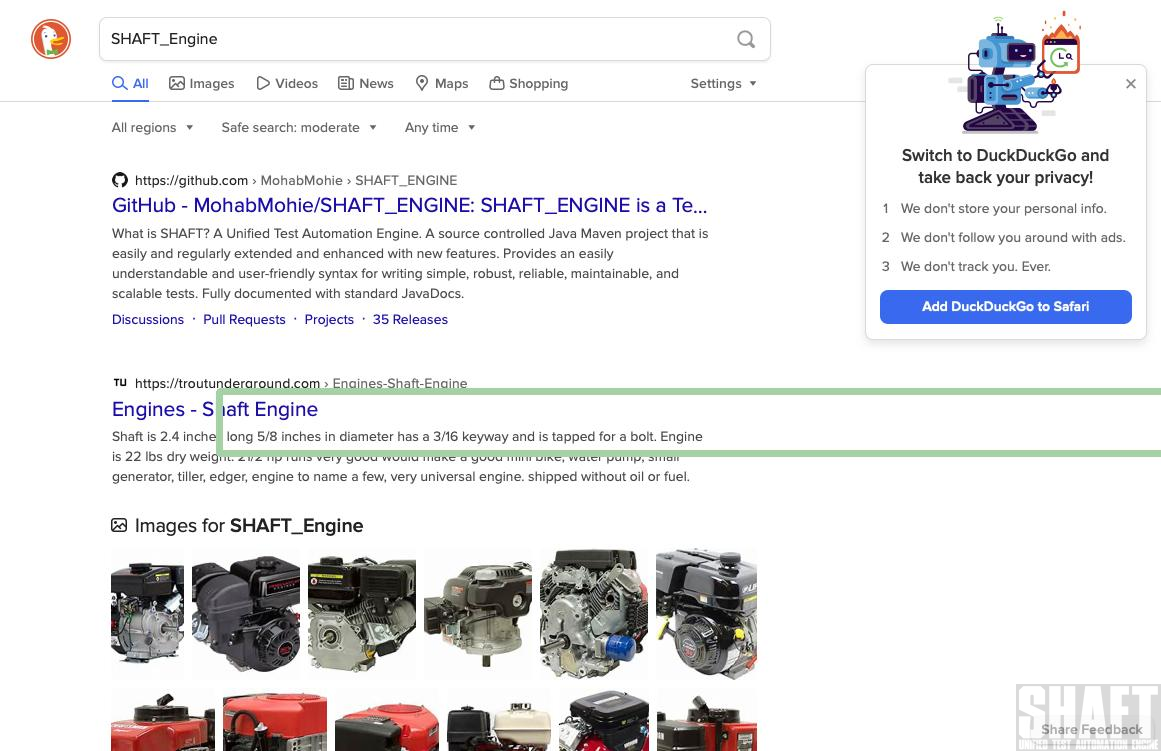 SHAFT_Engine
All
Images
Videos
News
Maps
Shopping
Settings
All regions
Safe search: moderate
Any time
https://github.com › MohabMohie › SHAFT_ENGINE
GitHub - MohabMohie/SHAFT_ENGINE: SHAFT_ENGINE is a Te...
What is SHAFT? A Unified Test Automation Engine. A source controlled Java Maven project that is
easily and regularly extended and enhanced with new features. Provides an easily
understandable and user-friendly syntax for writing simple, robust, reliable, maintainable, and
scalable tests. Fully documented with standard JavaDocs.
Discussions · Pull Requests · Projects · 35 Releases
TU https://troutunderground.com › Engines-Shaft-Engine
Engines - Shaft Engine
Shaft is 2.4 inche long 5/8 inches in diameter has a 3/16 keyway and is tapped for a bolt. Engine
is 22 lbs dry weight. 21/2 hp runs very good would make a good mini bike, water pump, small
generator, tiller, edger, engine to name a few, very universal engine. shipped without oil or fuel.
Images for SHAFT_Engine
Switch to DuckDuckGo and
take back your privacy!
1 We don't store your personal info.
2 We don't follow you around with ads.
3 We don't track you. Ever.
Add DuckDuckGo to Safari
SHAFT
Share Feedback
UNIFIED TEST AUTOMATION ENGINE